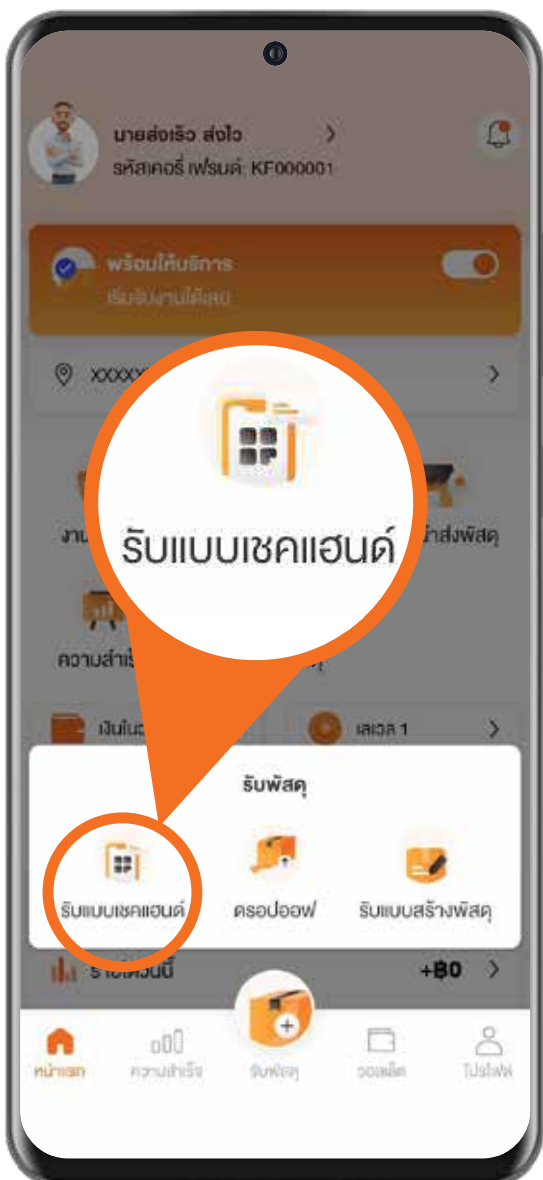 นายส่งเร็ว ส่งไว
รหัสเคอรี่ เฟรนด์: KF000001
พร้อมให้บริการ
เริ่มรับงานได้เลย
รับแบบเชคแฮนด์
เลเวล 1
รับพัสดุ
รับแบบเชคแฮนด์
ดรอปออฟ
รับแบบสร้างพัสดุ
รายได้วันนี้
+฿0
หน้าแรก
ความสำเร็จ
รับพัสดุ
วอลเล็ต
โปรไฟล์